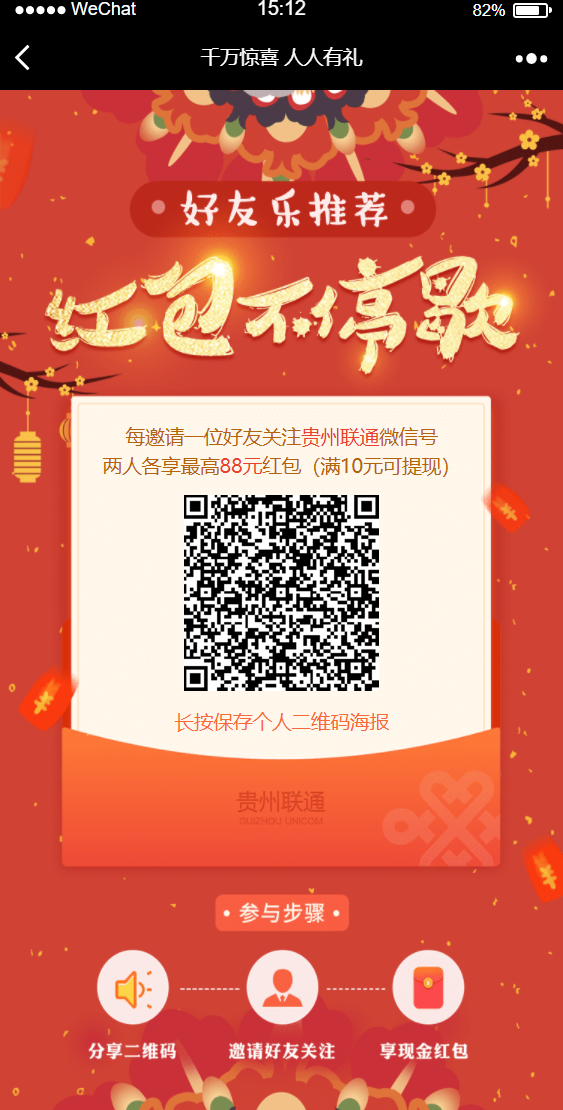 WeChat
15:12
82%
千万惊喜 人人有礼
好友乐推荐
红包不停歇
每邀请一位好友关注贵州联通微信号
两人各享最高88元红包（满10元可提现）
长按保存个人二维码海报
贵州联通
GUIZHOU UNICOM
• 参与步骤 •
分享二维码
邀请好友关注
享现金红包